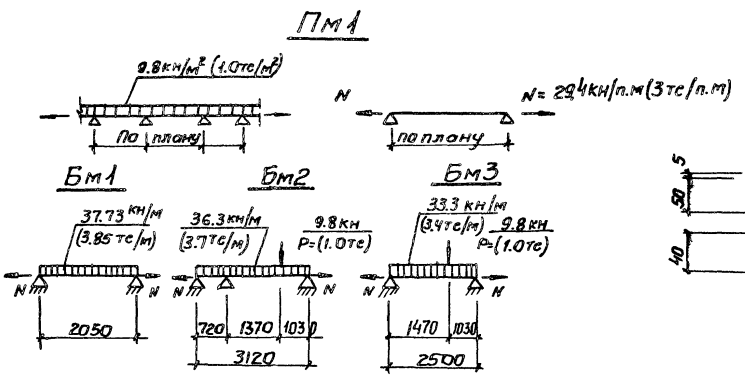 Пм1
9.8кн/м² (1.0тс/м²)
N
N= 29,4кн/п.м(3тс/п.м)
По плану
по плану
Бм1
Бм2
Бм3
5
50
40
37.73 кн/м
(3.85 тс/м)
36.3кн/м
(3.7тс/м)
9.8кн
P=(1.0тс)
33.3 кн/м
(3.4тс/м)
9.8кн
P=(1.0тс)
N
N
N
N
N
N
2050
720
1370
1030
3120
1470
1030
2500